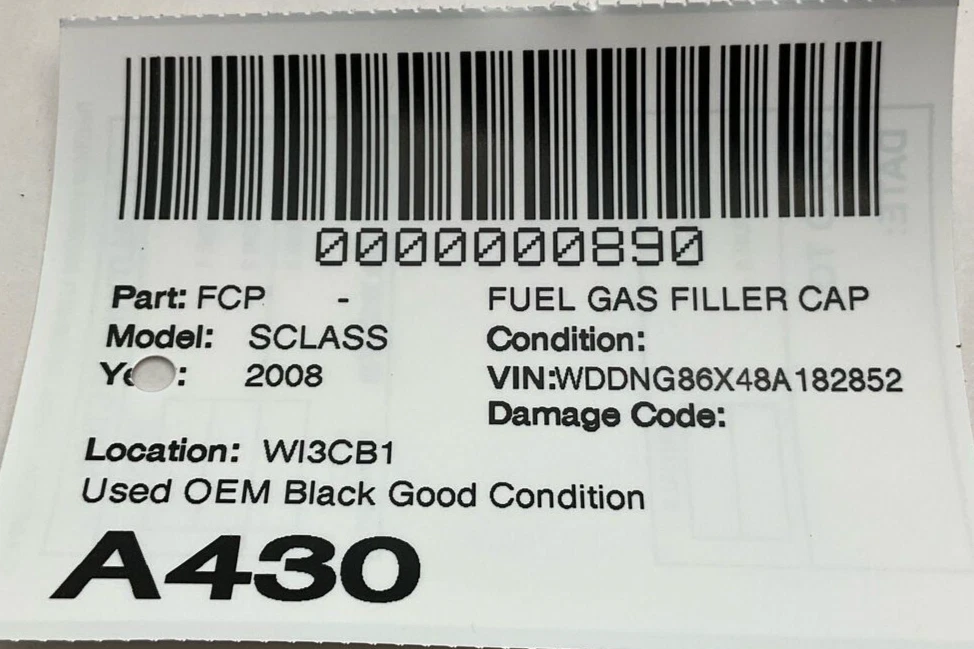 0000000890
Part: FCP - FUEL GAS FILLER CAP
Model: SCLASS Condition:
Ye : 2008 VIN:WDDNG86X48A182852
Damage Code:
Location: WI3CB1
Used OEM Black Good Condition
A430